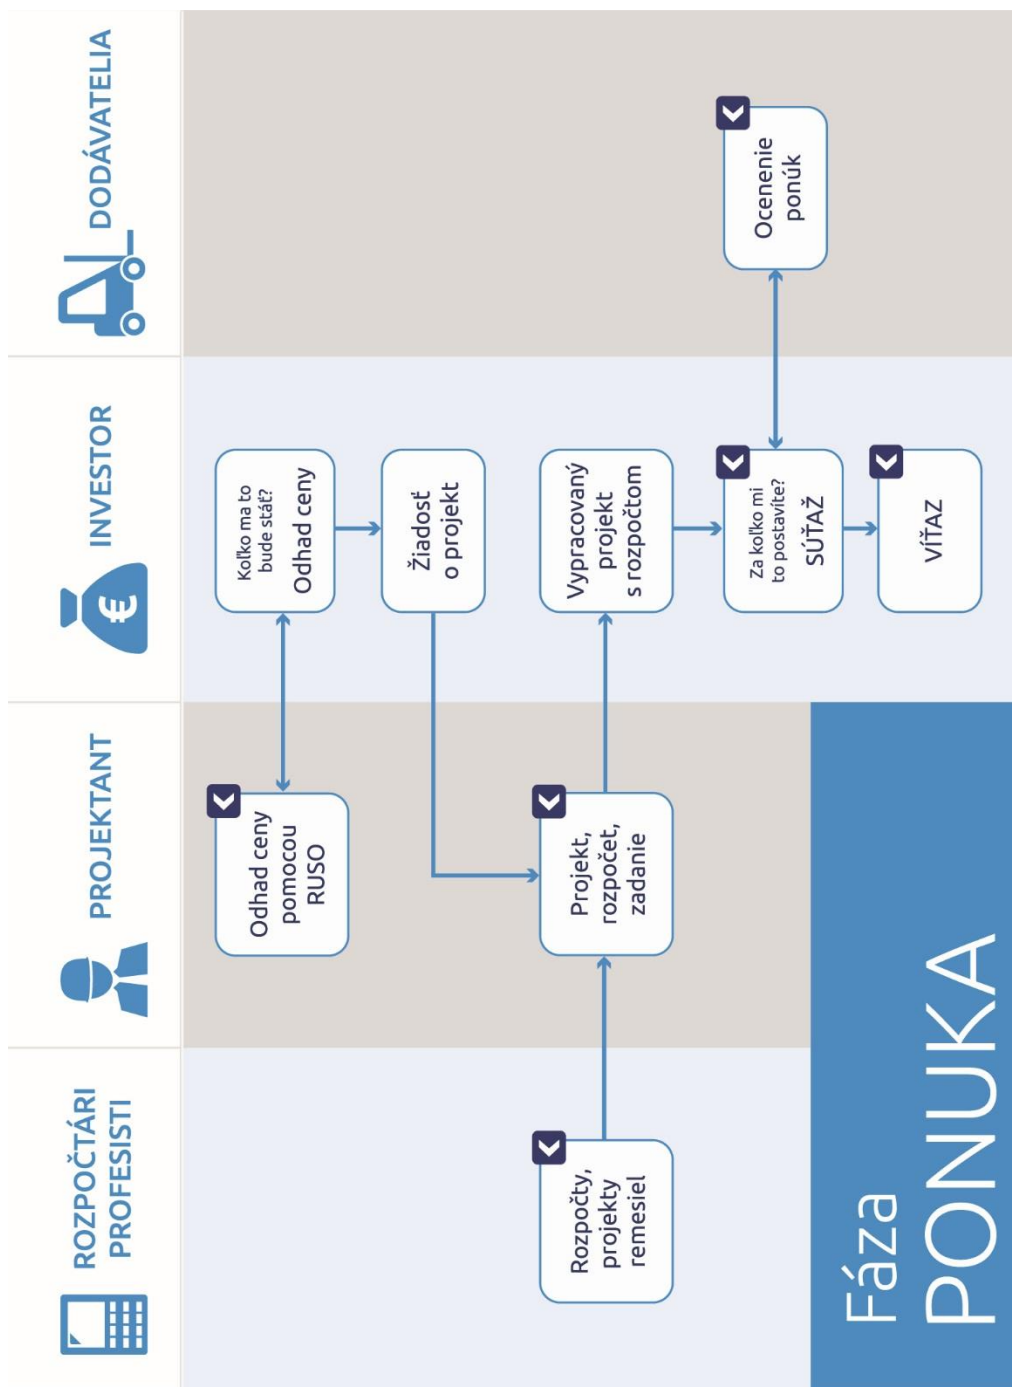 ROZPOČTÁRI
PROFESISTI
PROJEKTANT
INVESTOR
DODÁVATELIA
Odhad ceny
pomocou
RUSO
Koľko ma to
bude stáť?
Odhad ceny
Žiadosť
o projekt
Rozpočty,
projekty
remesiel
Projekt,
rozpočet,
zadanie
Vypracovaný
projekt
s rozpočtom
Za koľko mi
to postavíte?
SÚŤAŽ
Ocenenie
ponúk
VÍŤAZ
Fáza
PONUKA